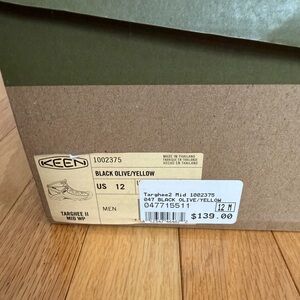 KEEN
1002375
MADE IN THAILAND
BLACK OLIVE/YELLOW
US 12
MEN
TARGHEE II
MID WP
Targhee2 Mid 1002375
047 BLACK OLIVE/YELLOW
047715511
12 M
$139.00